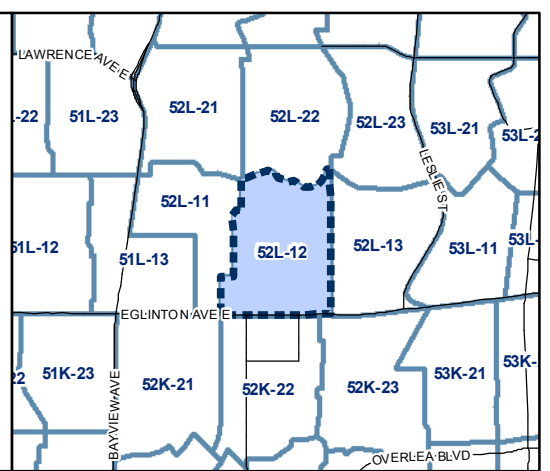 LAWRENCE AVE E
-22
51L-23
52L-21
52L-22
52L-23
53L-21
53L-2
LESLIE ST
51L-12
51L-13
52L-11
52L-12
52L-13
53L-11
53L-
EGLINTON AVE E
22
51K-23
BAYVIEW AVE
52K-21
52K-22
52K-23
53K-21
53K-
OVERLEA BLVD